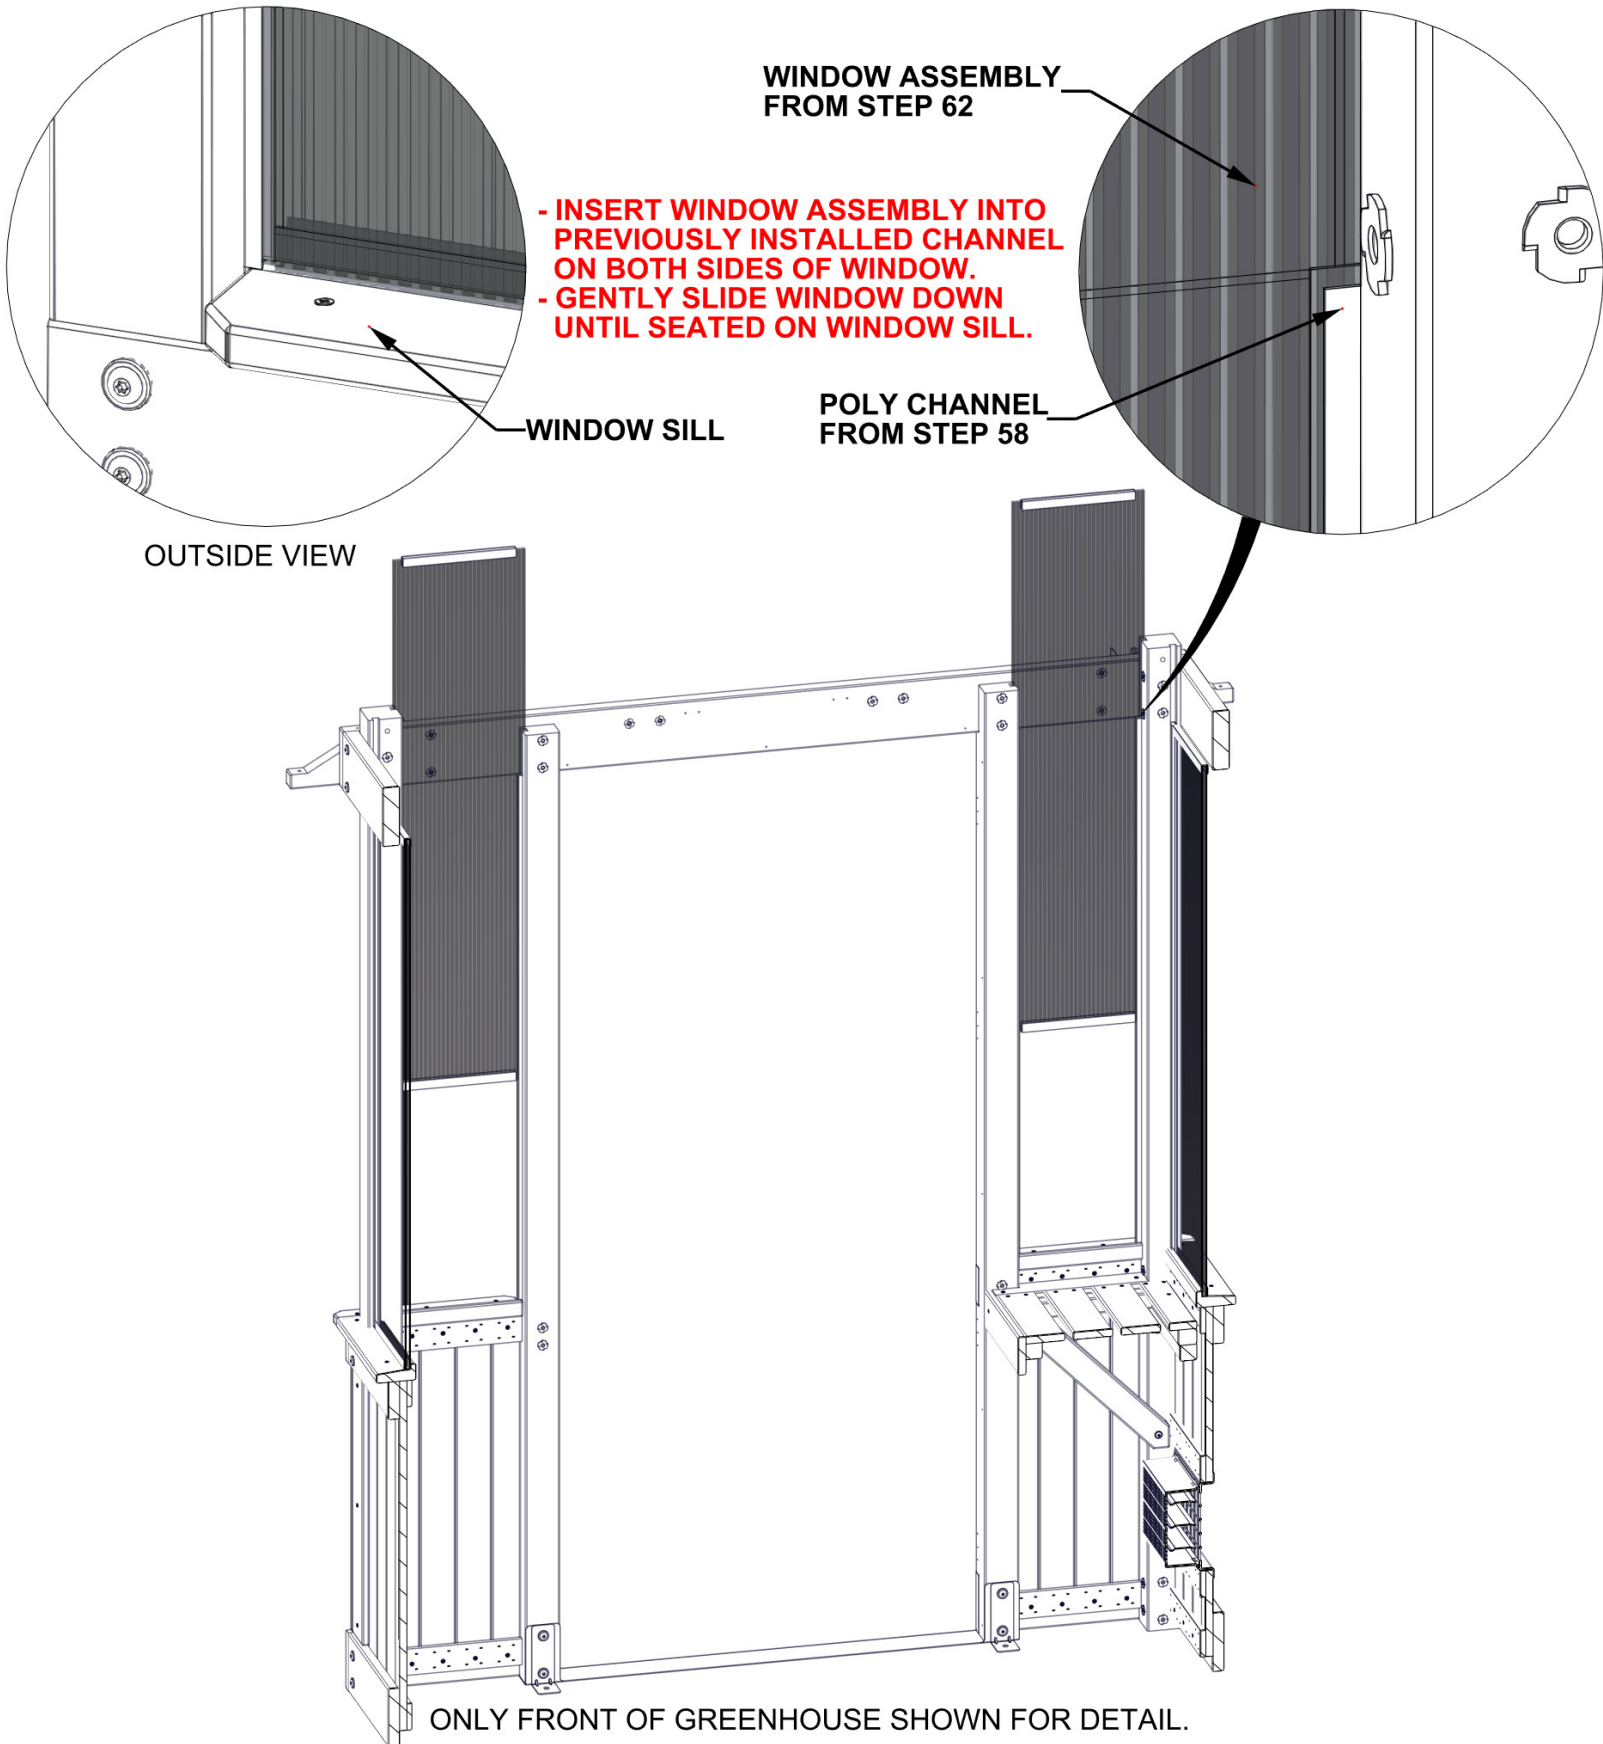 WINDOW ASSEMBLY
FROM STEP 62
- INSERT WINDOW ASSEMBLY INTO
PREVIOUSLY INSTALLED CHANNEL
ON BOTH SIDES OF WINDOW.
- GENTLY SLIDE WINDOW DOWN
UNTIL SEATED ON WINDOW SILL.
WINDOW SILL
POLY CHANNEL
FROM STEP 58
OUTSIDE VIEW
ONLY FRONT OF GREENHOUSE SHOWN FOR DETAIL.